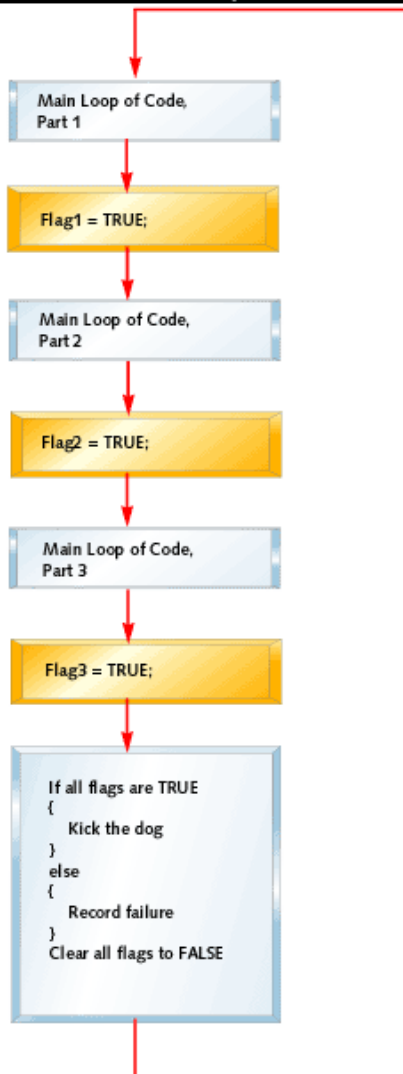 Main Loop of Code,
Part 1
Flag1 = TRUE;
Main Loop of Code,
Part 2
Flag2 = TRUE;
Main Loop of Code,
Part 3
Flag3 = TRUE;
If all flags are TRUE
{
Kick the dog
}
else
{
Record failure
}
Clear all flags to FALSE